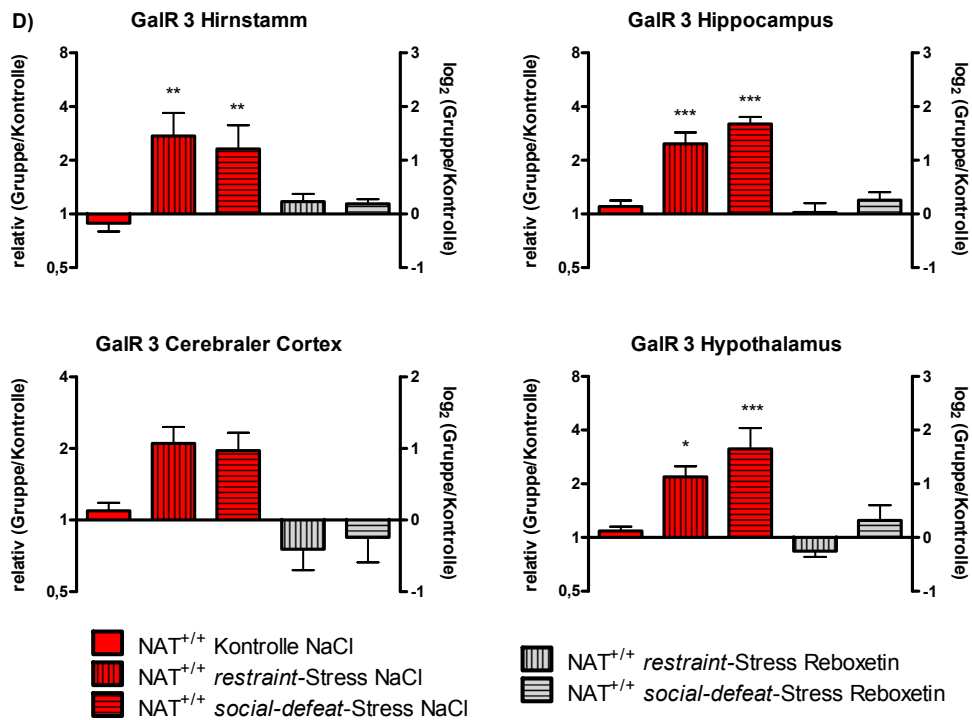 D)
GalR 3 Hirnstamm
relativ (Gruppe/Kontrolle)
8
4
2
1
0,5
** **
3
2
1
0
-1
log2 (Gruppe/Kontrolle)
GalR 3 Hippocampus
relativ (Gruppe/Kontrolle)
8
4
2
1
0,5
*** ***
3
2
1
0
-1
log2 (Gruppe/Kontrolle)
GalR 3 Cerebraler Cortex
relativ (Gruppe/Kontrolle)
4
2
1
0,5
2
1
0
-1
log2 (Gruppe/Kontrolle)
GalR 3 Hypothalamus
relativ (Gruppe/Kontrolle)
8
4
2
1
0,5
* ***
3
2
1
0
-1
log2 (Gruppe/Kontrolle)
NAT+/+ Kontrolle NaCl
NAT+/+ restraint-Stress NaCl
NAT+/+ social-defeat-Stress NaCl
NAT+/+ restraint-Stress Reboxetin
NAT+/+ social-defeat-Stress Reboxetin